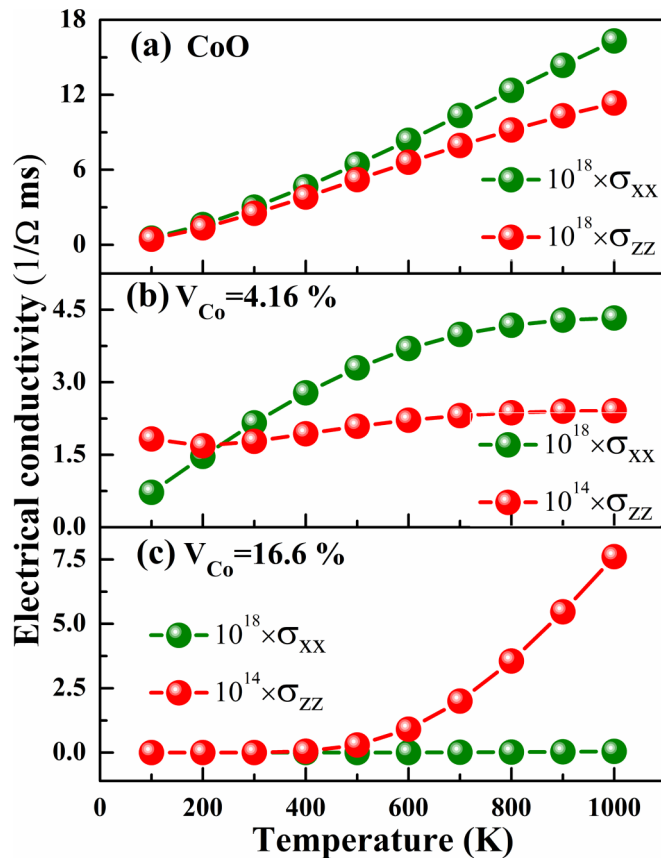 Electrical conductivity (1/Ω ms)
18
(a) CoO
12
6
0
10¹⁸×σXX
10¹⁸×σZZ
(b) VCo=4.16 %
4.5
3.0
1.5
0.0
10¹⁸×σXX
10¹⁴×σZZ
(c) VCo=16.6 %
7.5
5.0
2.5
0.0
10¹⁸×σXX
10¹⁴×σZZ
0 200 400 600 800 1000
Temperature (K)